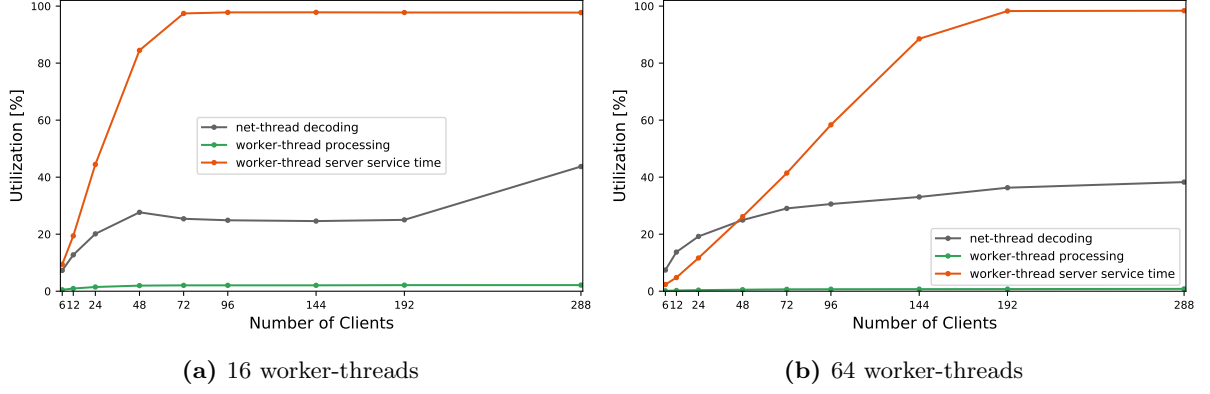 100
80
60
40
20
0
Utilization [%]
net-thread decoding
worker-thread processing
worker-thread server service time
6 12 24 48 72 96 144 192 288
Number of Clients
(a) 16 worker-threads
100
80
60
40
20
0
Utilization [%]
net-thread decoding
worker-thread processing
worker-thread server service time
6 12 24 48 72 96 144 192 288
Number of Clients
(b) 64 worker-threads